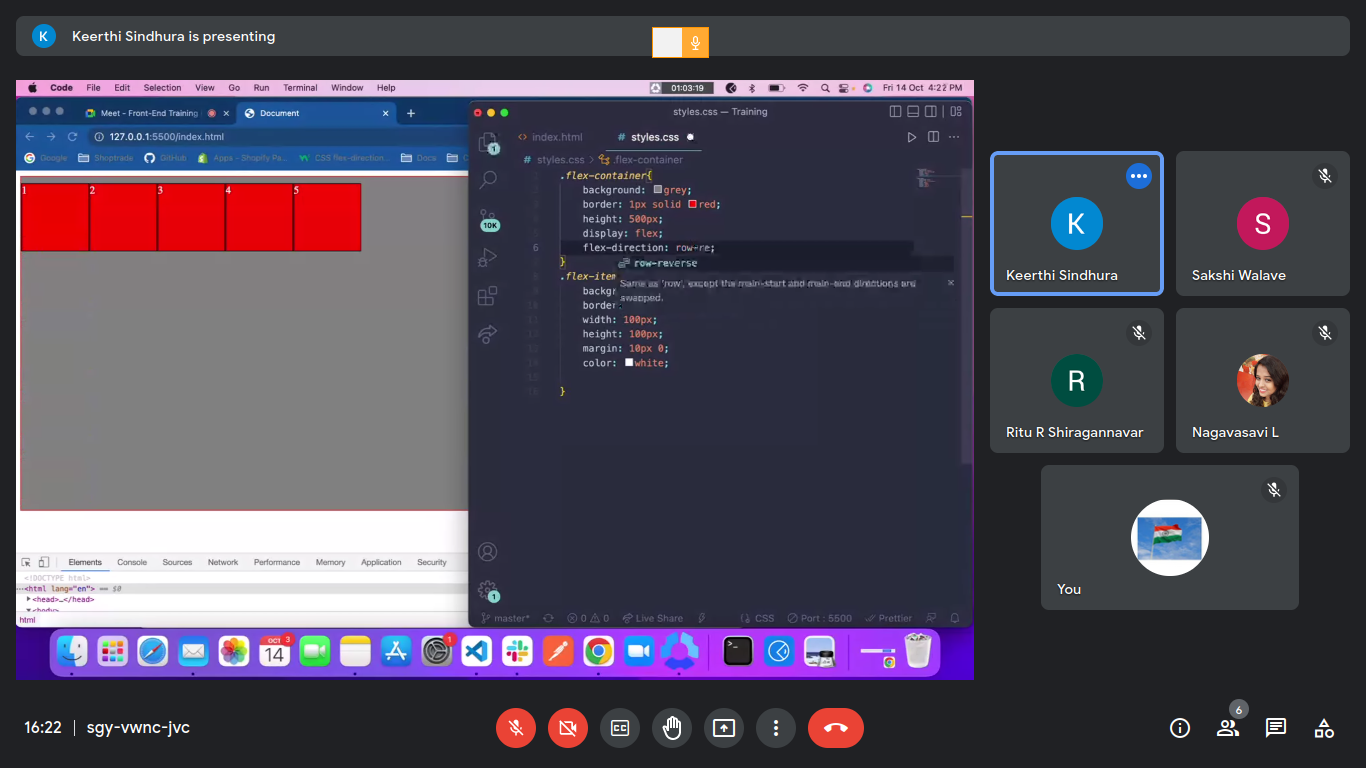 K Keerthi Sindhura is presenting
Code File Edit Selection View Go Run Terminal Window Help 01:03:19 Fri 14 Oct 4:22 PM
Meet - Front-End Training
Document
styles.css — Training
127.0.0.1:5500/index.html
index.html
# styles.css
Google Shoptrade GitHub Apps - Shopify Pa... CSS flex-direction... Docs
# styles.css > .flex-container
1 2 3 4 5
.flex-container{
background: grey;
border: 1px solid red;
height: 500px;
display: flex;
6 flex-direction: row-re;
}
row-reverse
.flex-item
Same as 'row', except the main-start and main-end directions are
swapped.
backgr
border:
width: 100px;
height: 100px;
margin: 10px 0;
color: white;
}
1
10K
1
Elements Console Sources Network Performance Memory Application Security
<!DOCTYPE html>
<html lang="en"> == $0
<head>…</head>
<body>
html
master* 0 0 Live Share CSS Port : 5500 Prettier
OCT 3
14
1
K
Keerthi Sindhura
S
Sakshi Walave
R
Ritu R Shiragannavar
Nagavasavi L
You
16:22 | sgy-vwnc-jvc
6